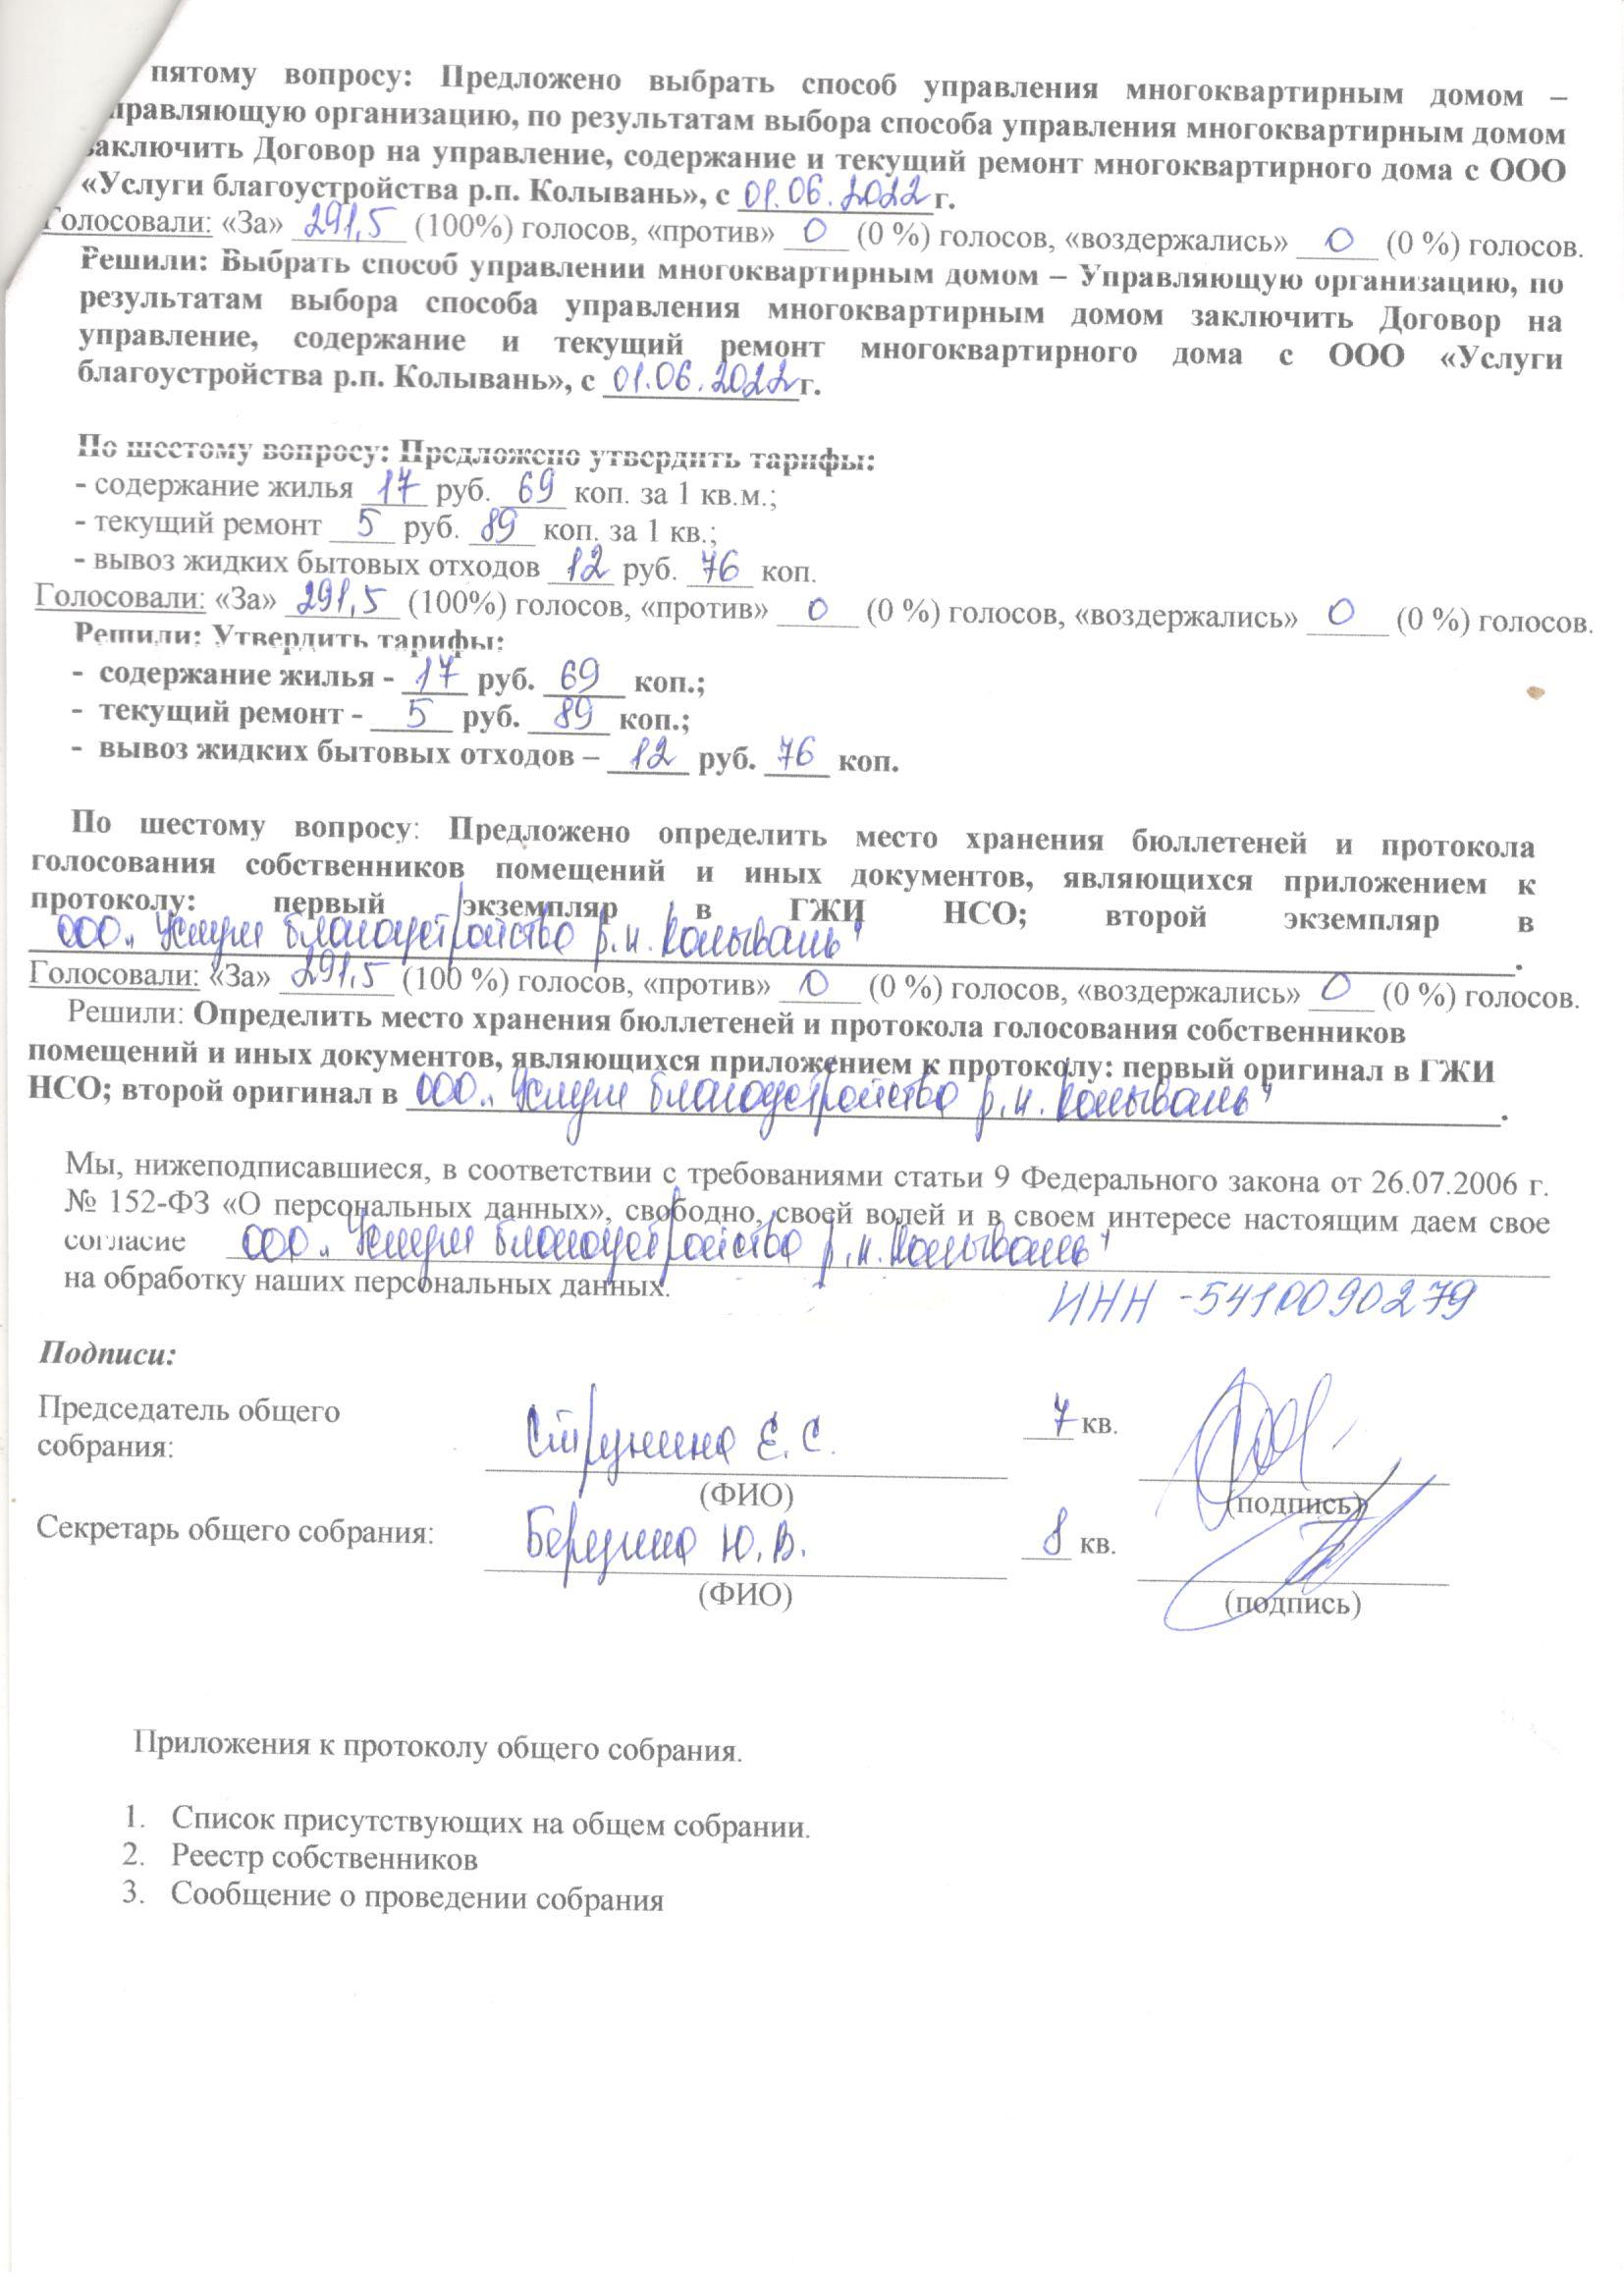 пятому вопросу: Предложено выбрать способ управления многоквартирным домом –
правляющую организацию, по результатам выбора способа управления многоквартирным домом
заключить Договор на управление, содержание и текущий ремонт многоквартирного дома с ООО
«Услуги благоустройства р.п. Колывань», с 01.06.2022 г.
Голосовали: «За» 291,5 (100%) голосов, «против» 0 (0 %) голосов, «воздержались» 0 (0 %) голосов.
Решили: Выбрать способ управлении многоквартирным домом – Управляющую организацию, по
результатам выбора способа управления многоквартирным домом заключить Договор на
управление, содержание и текущий ремонт многоквартирного дома с ООО «Услуги
благоустройства р.п. Колывань», с 01.06.2022 г.
По шестому вопросу: Предложено утвердить тарифы:
- содержание жилья 17 руб. 69 коп. за 1 кв.м.;
- текущий ремонт 5 руб. 89 коп. за 1 кв.;
- вывоз жидких бытовых отходов 12 руб. 76 коп.
Голосовали: «За» 291,5 (100%) голосов, «против» 0 (0 %) голосов, «воздержались» 0 (0 %) голосов.
Решили: Утвердить тарифы:
- содержание жилья - 17 руб. 69 коп.;
- текущий ремонт - 5 руб. 89 коп.;
- вывоз жидких бытовых отходов – 12 руб. 76 коп.
По шестому вопросу: Предложено определить место хранения бюллетеней и протокола
голосования собственников помещений и иных документов, являющихся приложением к
протоколу: первый экземпляр в ГЖИ НСО; второй экземпляр в
ООО „Услуги благоустройство р.п. Колывань" .
Голосовали: «За» 291,5 (100 %) голосов, «против» 0 (0 %) голосов, «воздержались» 0 (0 %) голосов.
Решили: Определить место хранения бюллетеней и протокола голосования собственников
помещений и иных документов, являющихся приложением к протоколу: первый оригинал в ГЖИ
НСО; второй оригинал в ООО „Услуги благоустройство р.п. Колывань" .
Мы, нижеподписавшиеся, в соответствии с требованиями статьи 9 Федерального закона от 26.07.2006 г.
№ 152-ФЗ «О персональных данных», свободно, своей волей и в своем интересе настоящим даем свое
согласие ООО „Услуги благоустройство р.п. Колывань"
на обработку наших персональных данных.
ИНН -5410090279
Подписи:
Председатель общего
собрания: Струнина Е.С. 7 кв.
(ФИО) (подпись)
Секретарь общего собрания: Ю.В. 8 кв.
(ФИО) (подпись)
Приложения к протоколу общего собрания.
1. Список присутствующих на общем собрании.
2. Реестр собственников
3. Сообщение о проведении собрания